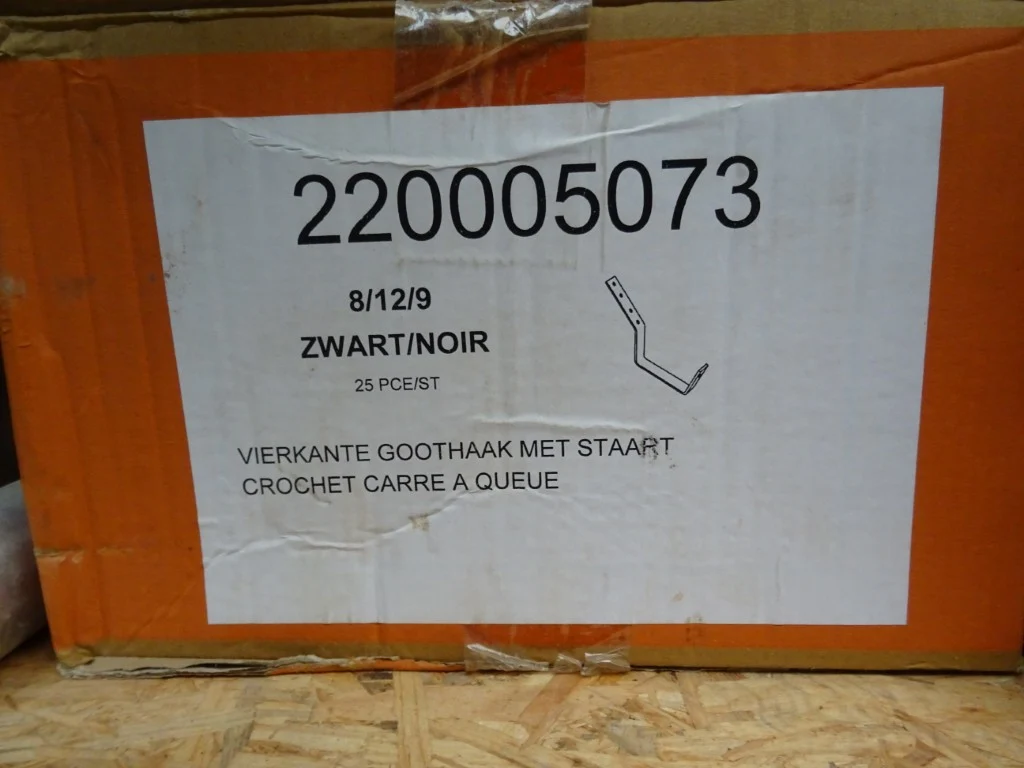 220005073
8/12/9
ZWART/NOIR
25 PCE/ST
VIERKANTE GOOTHAAK MET STAART
CROCHET CARRE A QUEUE